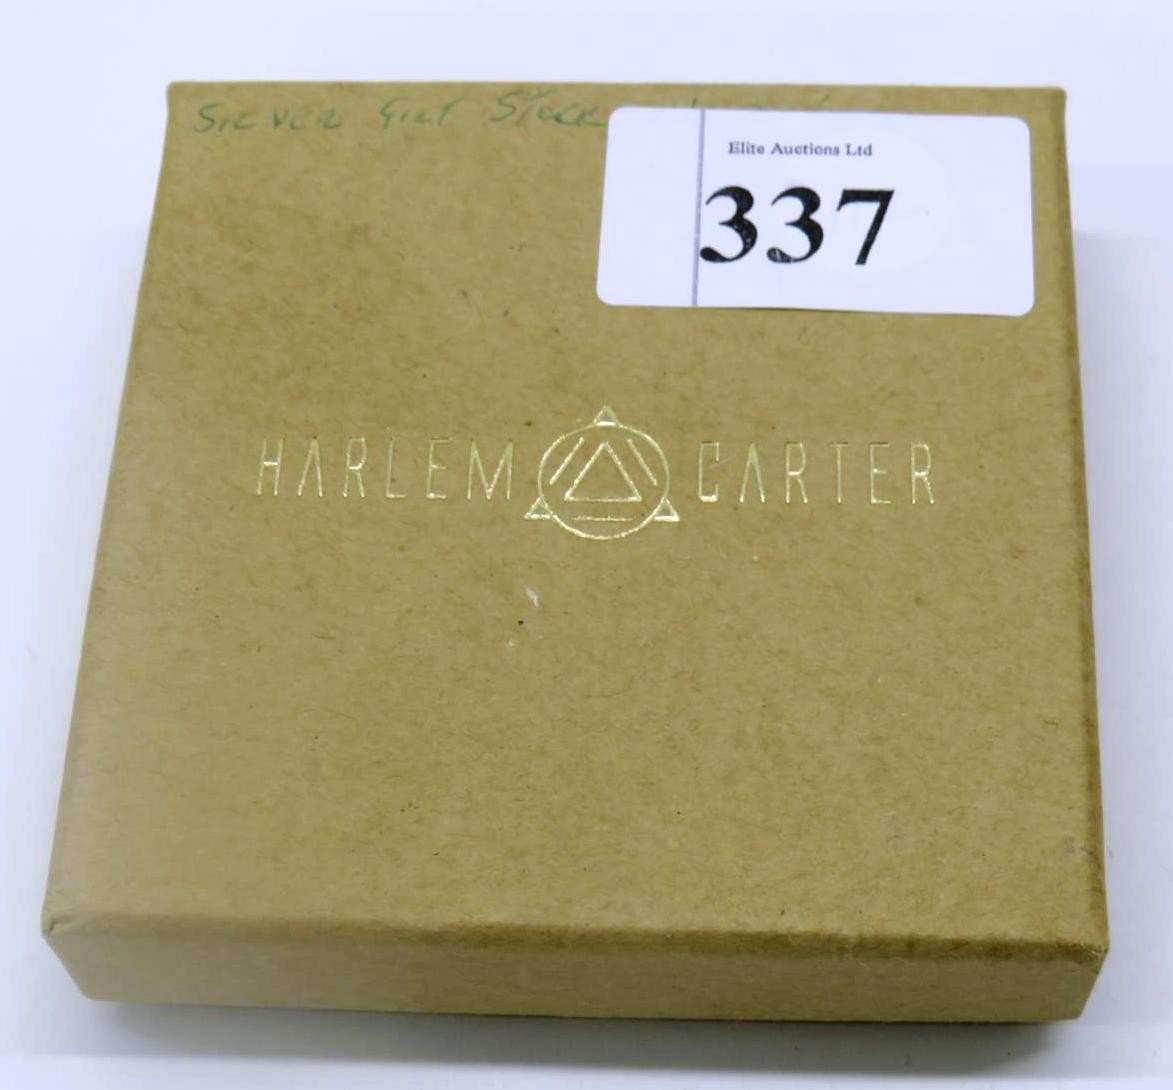 SILVER GILT STOCK
Elite Auctions Ltd
337
HARLEM CARTER